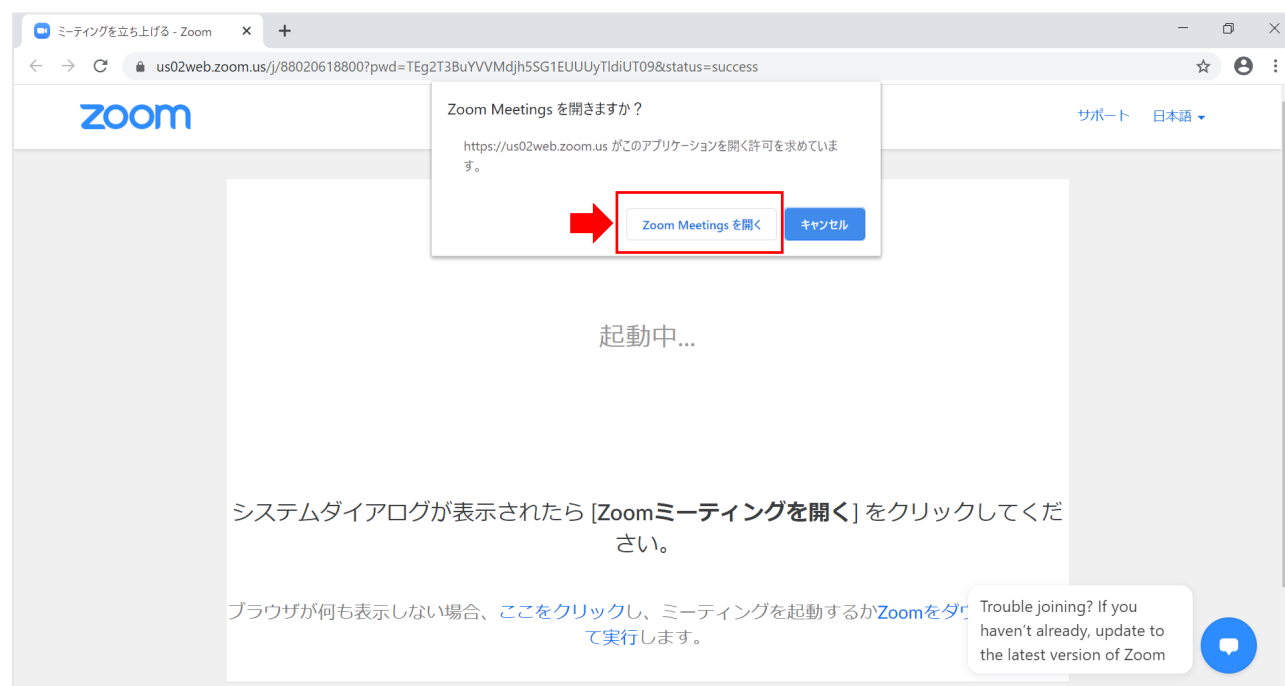 ミーティングを立ち上げる - Zoom
us02web.zoom.us/j/88020618800?pwd=TEg2T3BuYVVMdjh5SG1EUUUyTldiUT09&status=success
zoom
サポート 日本語
Zoom Meetings を開きますか？
https://us02web.zoom.us がこのアプリケーションを開く許可を求めていま
す。
Zoom Meetings を開く キャンセル
起動中...
システムダイアログが表示されたら [Zoomミーティングを開く] をクリックしてくだ
さい。
ブラウザが何も表示しない場合、ここをクリックし、ミーティングを起動するかZoomをダウ
て実行します。
Trouble joining? If you
haven't already, update to
the latest version of Zoom